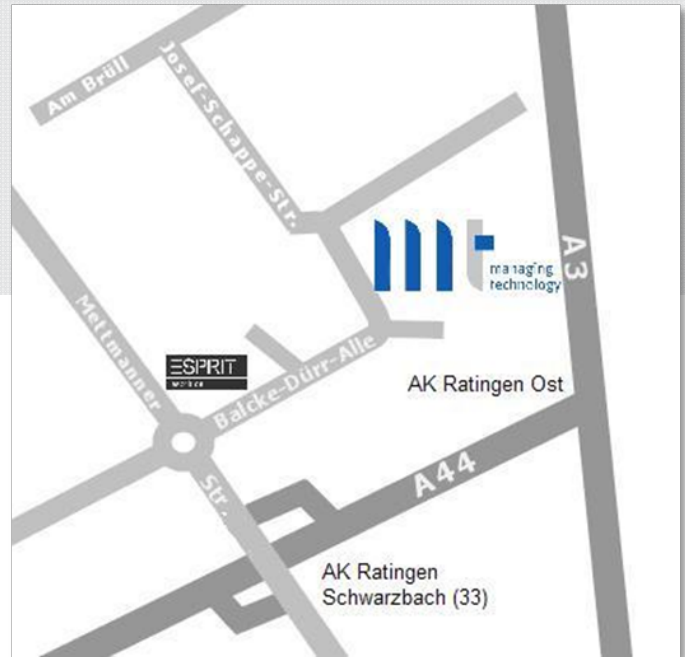 Am Brüll
Josef-Schappe-Str.
A3
managing
technology
Mettmanner
ESPRIT
Balcke-Dürr-Alle
AK Ratingen Ost
A44
Str.
AK Ratingen
Schwarzbach (33)